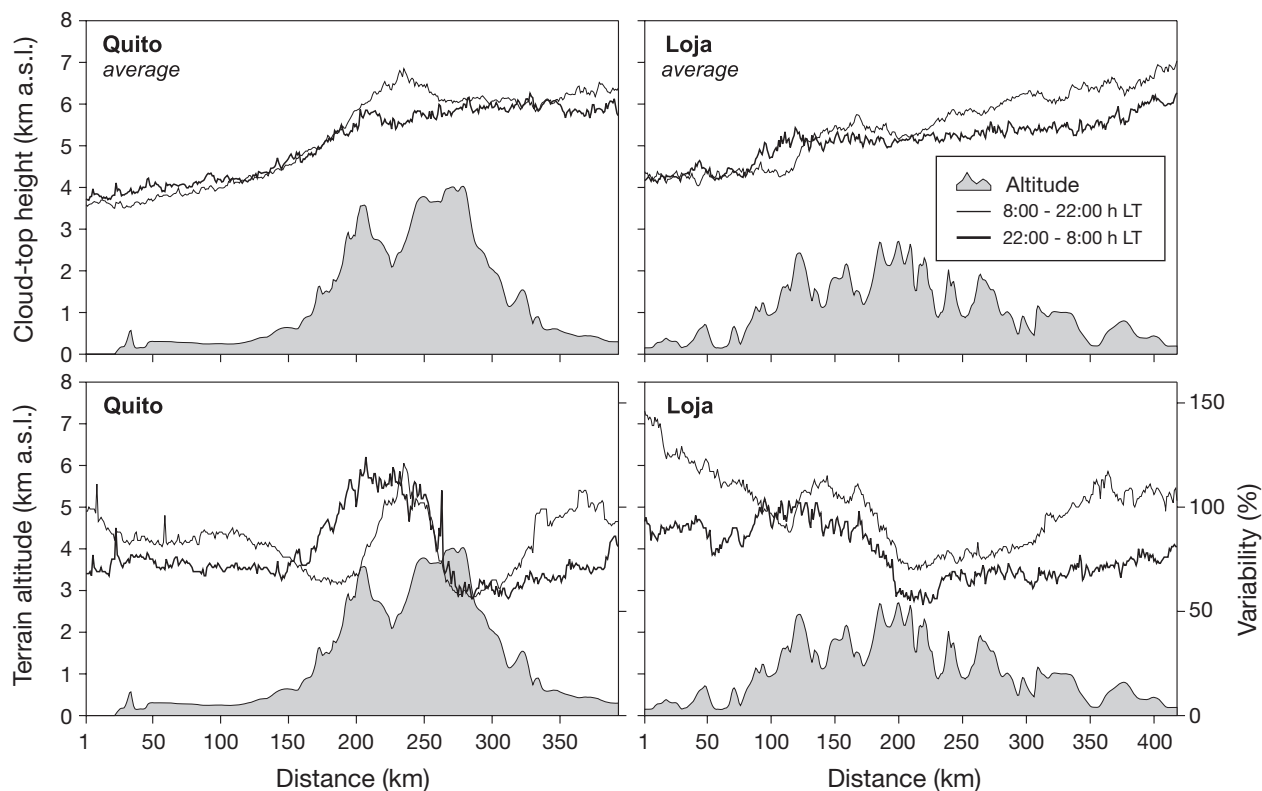 Cloud-top height (km a.s.l.)
8
7
6
5
4
3
2
1
0
Quito
average
Loja
average
Altitude
8:00 - 22:00 h LT
22:00 - 8:00 h LT
Terrain altitude (km a.s.l.)
8
7
6
5
4
3
2
1
0
Quito
1 50 100 150 200 250 300 350
Distance (km)
Loja
1 50 100 150 200 250 300 350 400
Distance (km)
150
100
50
0
Variability (%)